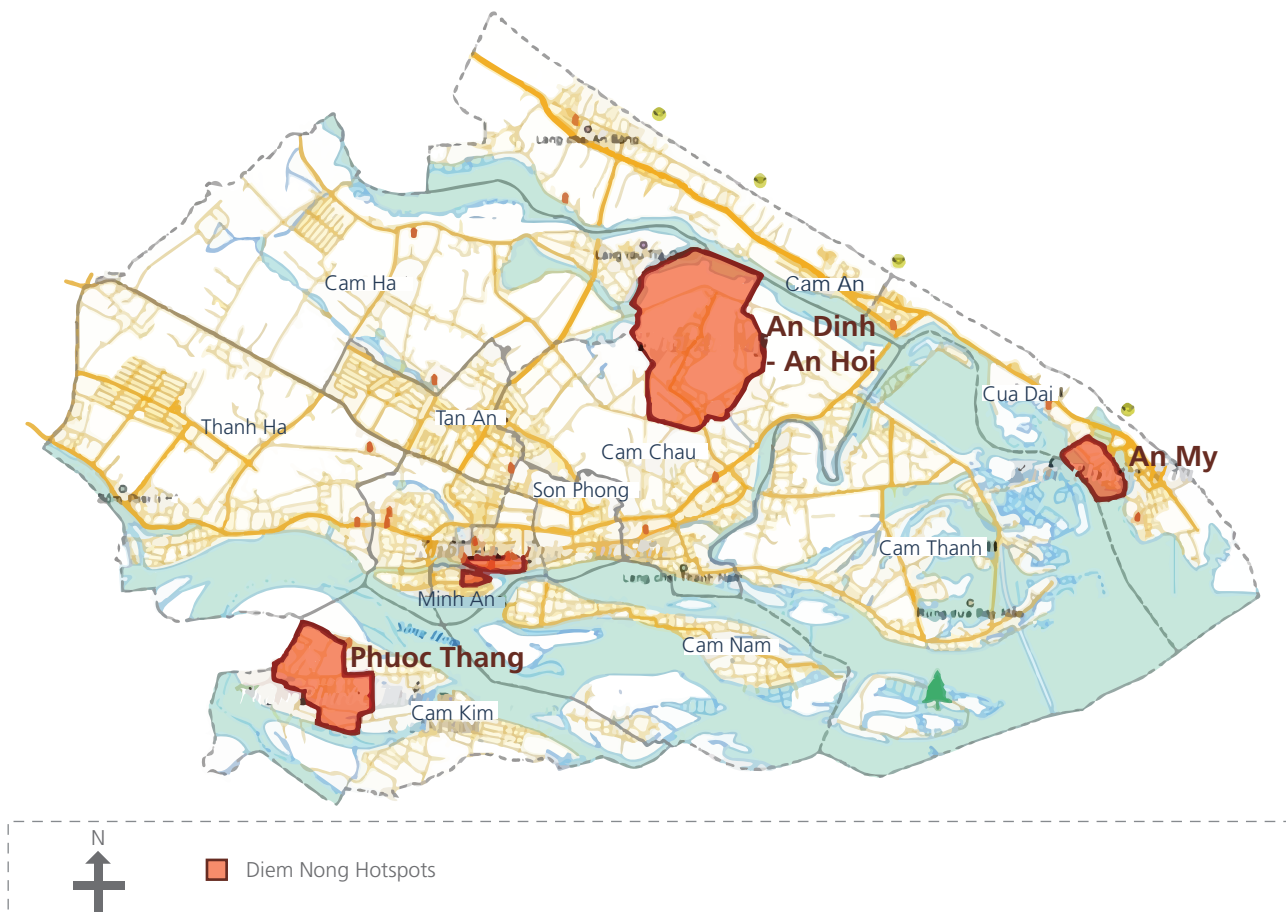 Cam Ha
Cam An
An Dinh
- An Hoi
Cua Dai
Tan An
Thanh Ha
Cam Chau
An My
Son Phong
Cam Thanh
Minh An
Cam Nam
Phuoc Thang
Cam Kim
N
Diem Nong Hotspots